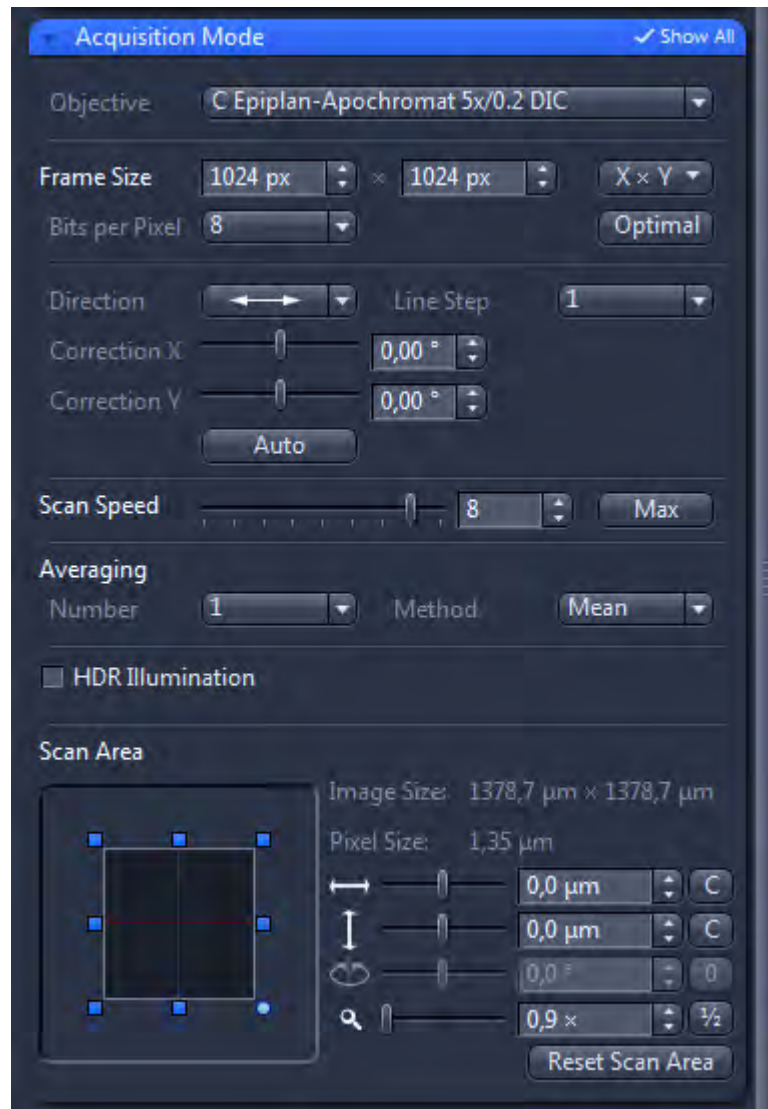 Acquisition Mode Show All
Objective C Epiplan-Apochromat 5x/0.2 DIC
Frame Size 1024 px × 1024 px X × Y
Bits per Pixel 8 Optimal
Direction Line Step 1
Correction X 0,00 °
Correction Y 0,00 °
Auto
Scan Speed 8 Max
Averaging
Number 1 Method Mean
HDR Illumination
Scan Area
Image Size: 1378,7 µm × 1378,7 µm
Pixel Size: 1,35 µm
0,0 µm C
0,0 µm C
0,0 ° 0
0,9 × ½
Reset Scan Area